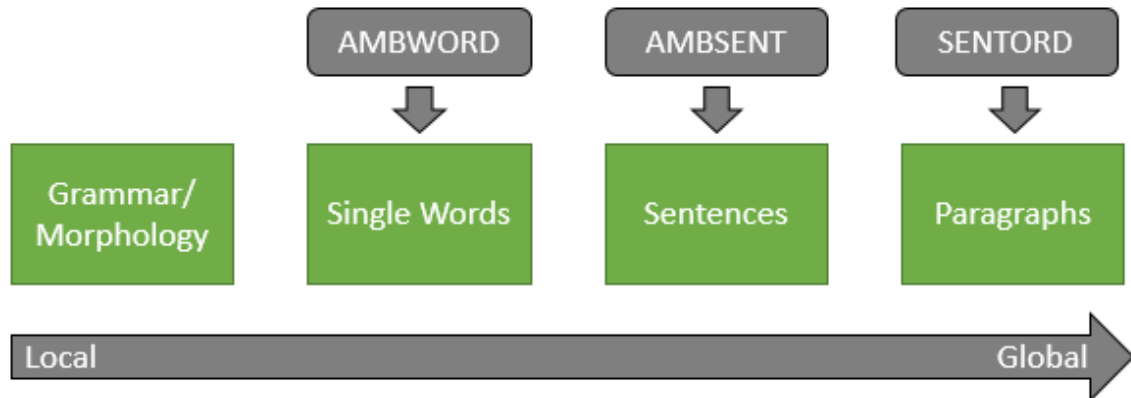 AMBWORD
AMBSENT
SENTORD
Grammar/
Morphology
Single Words
Sentences
Paragraphs
Local
Global